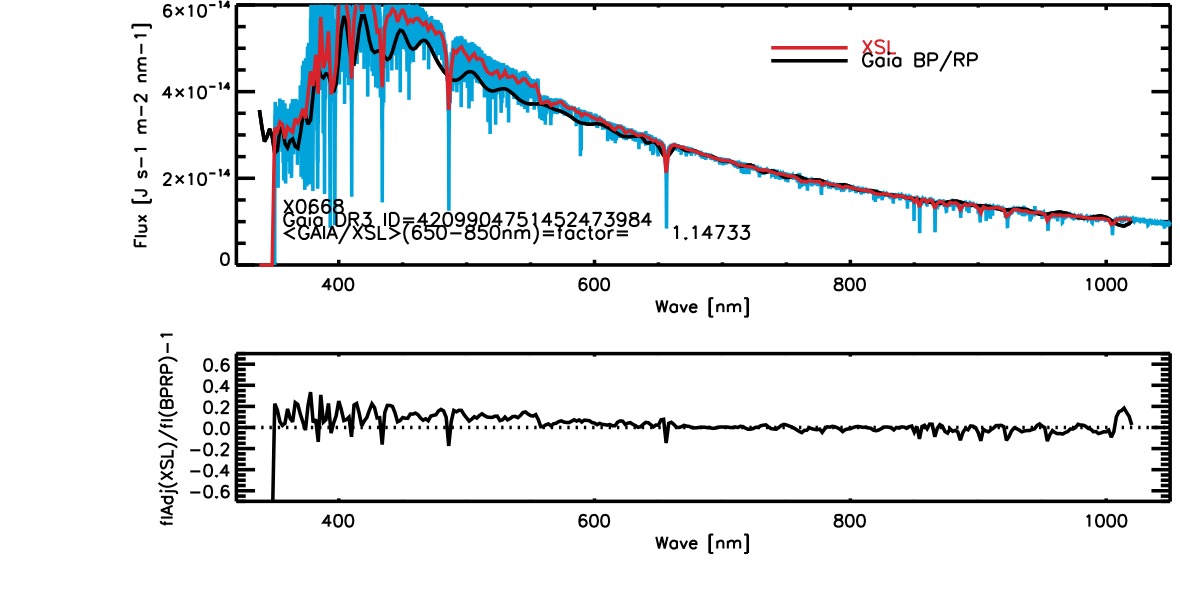 6×10−14
4×10−14
2×10−14
0
Flux [J s−1 m−2 nm−1]
XSL
Gaia BP/RP
X0668
Gaia DR3 ID=4209904751452473984
<GAIA/XSL>(650−850nm)=factor= 1.14733
400 600 800 1000
Wave [nm]
0.6
0.4
0.2
0.0
−0.2
−0.4
−0.6
flAdj(XSL)/fl(BPRP)−1
400 600 800 1000
Wave [nm]